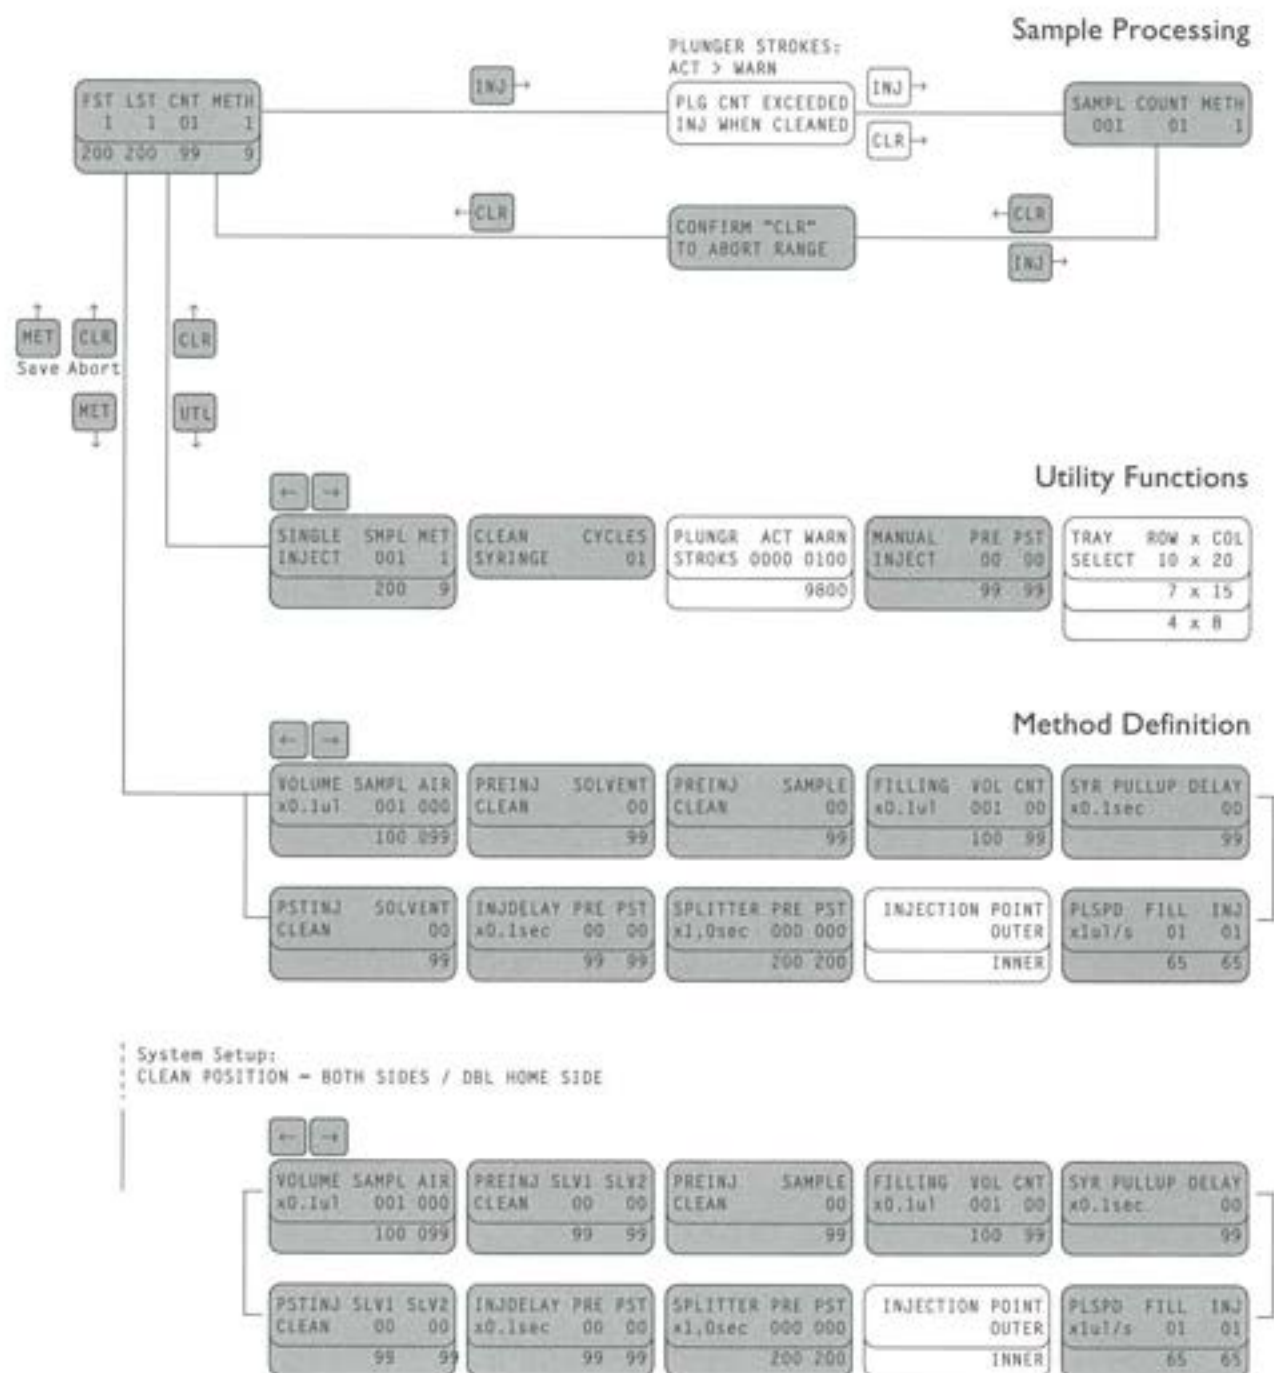 Sample Processing
PLUNGER STROKES:
ACT > WARN
FST LST CNT METH
1 1 01 1
200 200 99 9
INJ →
PLG CNT EXCEEDED
INJ WHEN CLEANED
INJ →
CLR →
SAMPL COUNT METH
001 01 1
← CLR
CONFIRM "CLR"
TO ABORT RANGE
← CLR
INJ →
MET CLR CLR
Save Abort
MET UTL
Utility Functions
← →
SINGLE SMPL MET
INJECT 001 1
200 9
CLEAN CYCLES
SYRINGE 01
PLUNGR ACT WARN
STROKS 0000 0100
9800
MANUAL PRE PST
INJECT 00 00
99 99
TRAY ROW x COL
SELECT 10 x 20
7 x 15
4 x 8
Method Definition
← →
VOLUME SAMPL AIR
x0.1ul 001 000
100 099
PREINJ SOLVENT
CLEAN 00
99
PREINJ SAMPLE
CLEAN 00
99
FILLING VOL CNT
x0.1ul 001 00
100 99
SYR PULLUP DELAY
x0.1sec 00
99
PSTINJ SOLVENT
CLEAN 00
99
INJDELAY PRE PST
x0.1sec 00 00
99 99
SPLITTER PRE PST
x1,0sec 000 000
200 200
INJECTION POINT
OUTER
INNER
PLSPD FILL INJ
x1ul/s 01 01
65 65
System Setup:
CLEAN POSITION - BOTH SIDES / DBL HOME SIDE
← →
VOLUME SAMPL AIR
x0.1ul 001 000
100 099
PREINJ SLV1 SLV2
CLEAN 00 00
99 99
PREINJ SAMPLE
CLEAN 00
99
FILLING VOL CNT
x0.1ul 001 00
100 99
SYR PULLUP DELAY
x0.1sec 00
99
PSTINJ SLV1 SLV2
CLEAN 00 00
99 99
INJDELAY PRE PST
x0.1sec 00 00
99 99
SPLITTER PRE PST
x1,0sec 000 000
200 200
INJECTION POINT
OUTER
INNER
PLSPD FILL INJ
x1ul/s 01 01
65 65